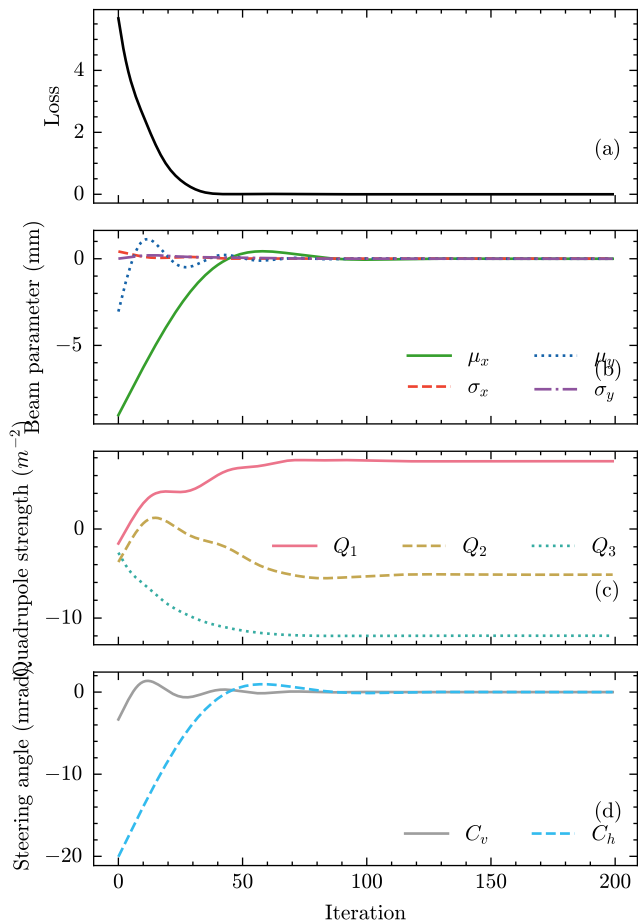 Loss
4
2
0
(a)
Beam parameter (mm)
0
−5
μ_x
μ_y
σ_x
σ_y
(b)
Quadrupole strength (m^{−2})
0
−10
Q_1 Q_2 Q_3
(c)
Steering angle (mrad)
0
−10
−20
C_v C_h
(d)
0 50 100 150 200
Iteration